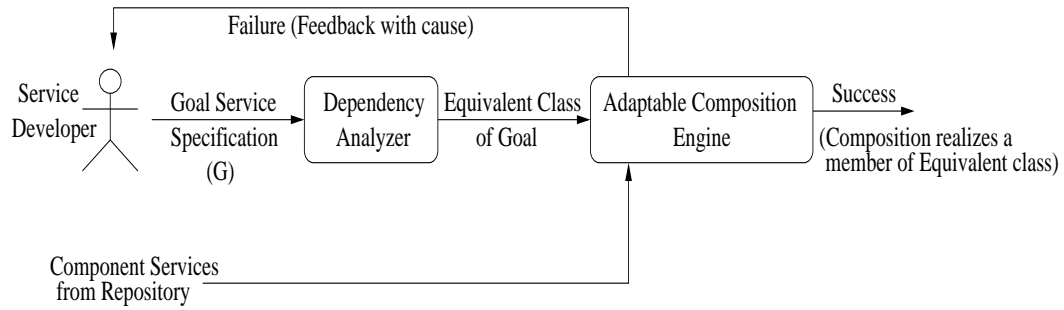 Failure (Feedback with cause)
Service
Developer
Goal Service
Specification
(G)
Dependency
Analyzer
Equivalent Class
of Goal
Adaptable Composition
Engine
Success
(Composition realizes a
member of Equivalent class)
Component Services
from Repository